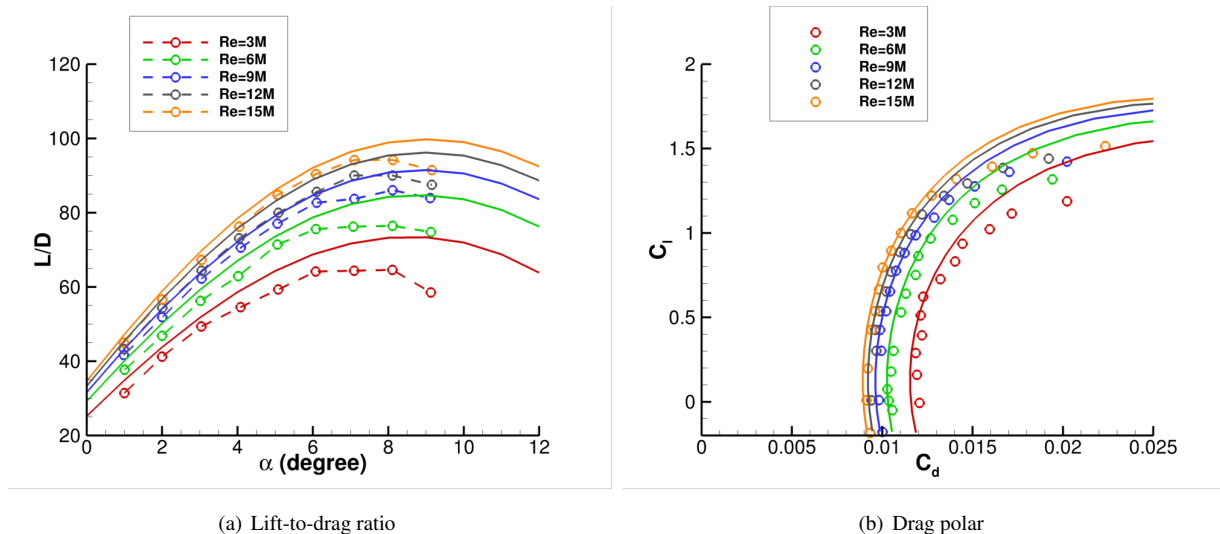 Re=3M
Re=6M
Re=9M
Re=12M
Re=15M
120
100
80
60
40
20
L/D
0
2
4
6
8
10
12
α (degree)
(a) Lift-to-drag ratio
Re=3M
Re=6M
Re=9M
Re=12M
Re=15M
2
1.5
1
0.5
0
Cl
0
0.005
0.01
0.015
0.02
0.025
Cd
(b) Drag polar